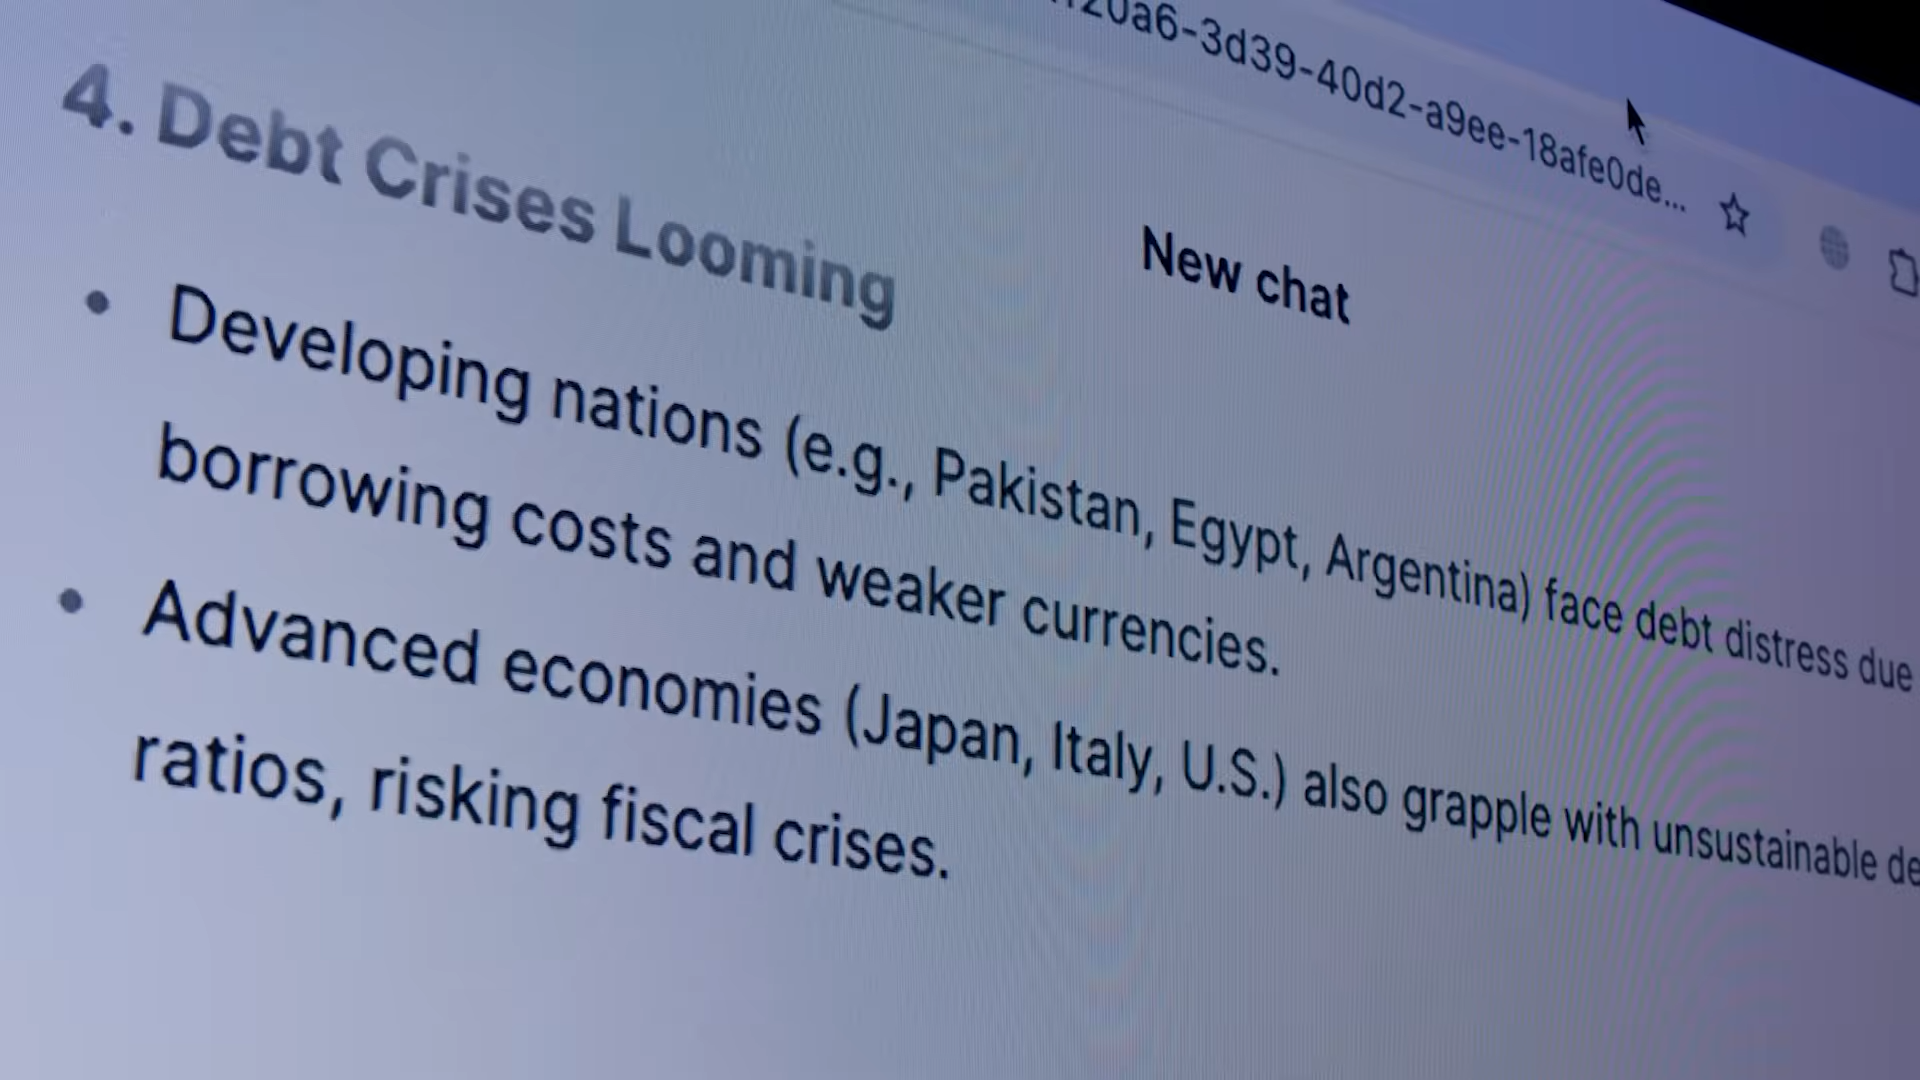 20a6-3d39-40d2-a9ee-18afe0de...
New chat
4. Debt Crises Looming
Developing nations (e.g., Pakistan, Egypt, Argentina) face debt distress due
borrowing costs and weaker currencies.
Advanced economies (Japan, Italy, U.S.) also grapple with unsustainable de
ratios, risking fiscal crises.